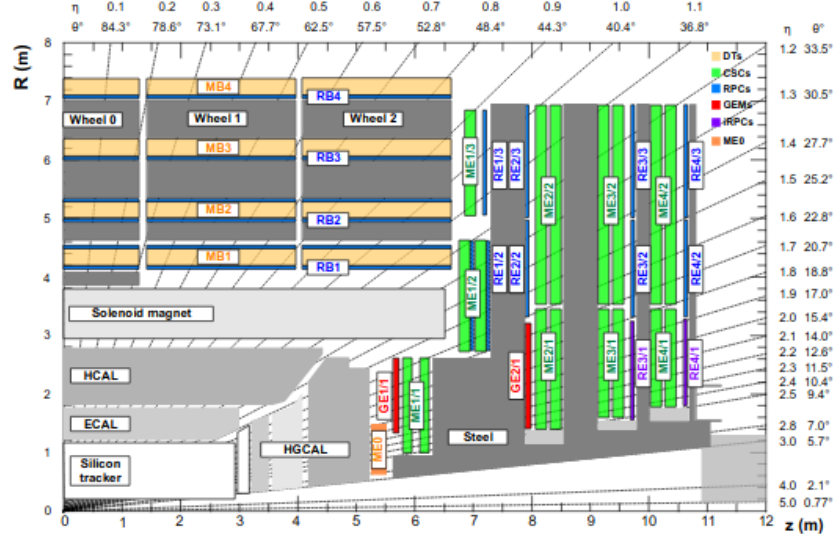 η 0.1 0.2 0.3 0.4 0.5 0.6 0.7 0.8 0.9 1.0 1.1
θ° 84.3° 78.6° 73.1° 67.7° 62.5° 57.5° 52.8° 48.4° 44.3° 40.4° 36.8° η θ°
R (m)
8
7
6
5
4
3
2
1
0
1.2 33.5°
1.3 30.5°
1.4 27.7°
1.5 25.2°
1.6 22.8°
1.7 20.7°
1.8 18.8°
1.9 17.0°
2.0 15.4°
2.1 14.0°
2.2 12.6°
2.3 11.5°
2.4 10.4°
2.5 9.4°
2.8 7.0°
3.0 5.7°
4.0 2.1°
5.0 0.77°
DTs
CSCs
RPCs
GEMs
iRPCs
ME0
MB4
RB4
Wheel 0
Wheel 1
Wheel 2
MB3
RB3
MB2
RB2
MB1
RB1
Solenoid magnet
HCAL
ECAL
Silicon
tracker
HGCAL
Steel
ME0
GE1/1
ME1/1
ME1/2
ME1/3
RE1/3
RE2/3
RE1/2
RE2/2
GE2/1
ME2/2
ME2/1
ME3/2
ME3/1
RE3/3
RE3/2
RE3/1
ME4/2
ME4/1
RE4/3
RE4/2
RE4/1
0 1 2 3 4 5 6 7 8 9 10 11 12 z (m)